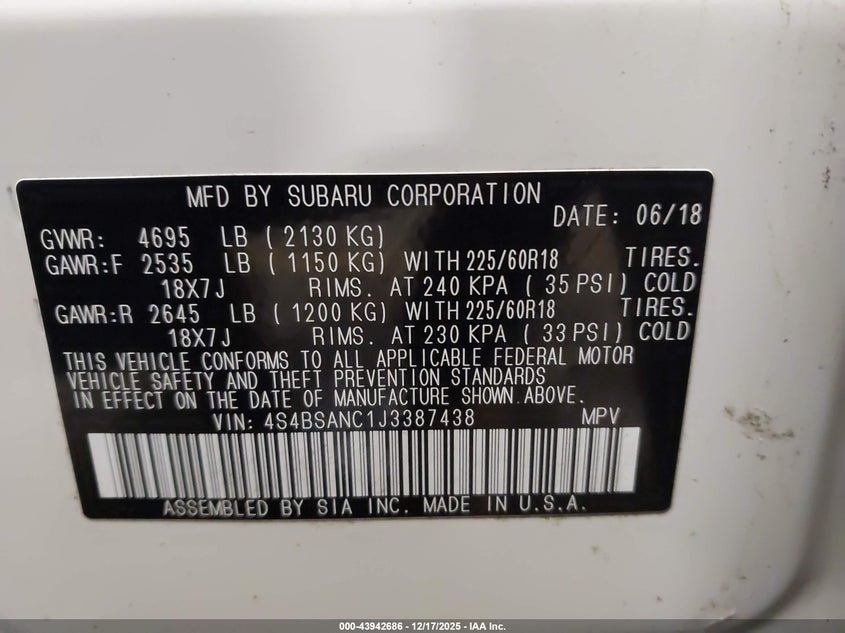 MFD BY SUBARU CORPORATION
DATE: 06/18
GVWR: 4695 LB ( 2130 KG)
GAWR:F 2535 LB ( 1150 KG) WITH 225/60R18 TIRES.
18X7J RIMS. AT 240 KPA ( 35 PSI) COLD
GAWR:R 2645 LB ( 1200 KG) WITH 225/60R18 TIRES.
18X7J RIMS. AT 230 KPA ( 33 PSI) COLD
THIS VEHICLE CONFORMS TO ALL APPLICABLE FEDERAL MOTOR
VEHICLE SAFETY AND THEFT PREVENTION STANDARDS
IN EFFECT ON THE DATE OF MANUFACTURE SHOWN ABOVE.
VIN: 4S4BSANC1J3387438 MPV
ASSEMBLED BY SIA INC. MADE IN U.S.A.
000-43942686 - 12/17/2025 - IAA Inc.